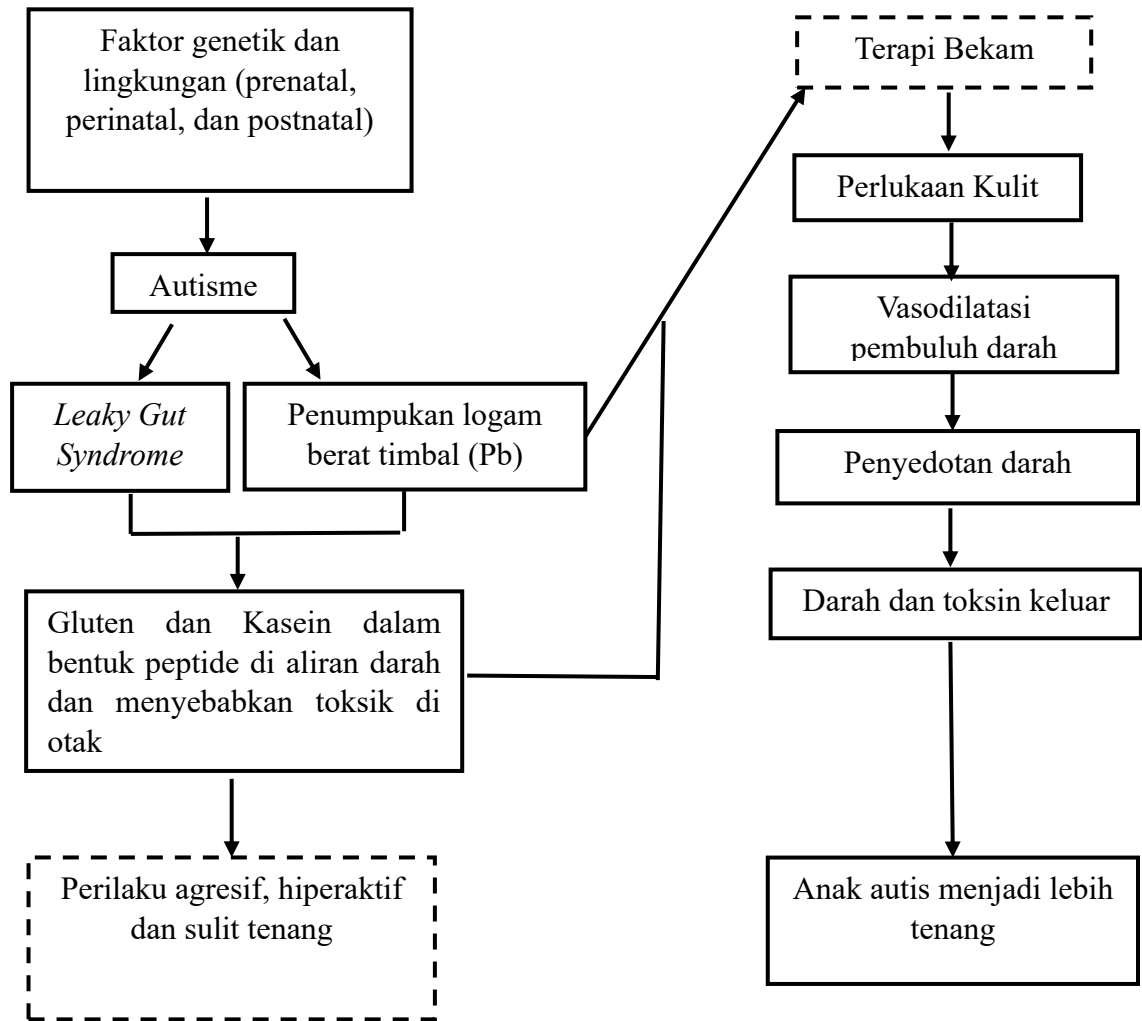 Faktor genetik dan
lingkungan (prenatal,
perinatal, dan postnatal)
Autisme
Leaky Gut
Syndrome
Penumpukan logam
berat timbal (Pb)
Gluten dan Kasein dalam
bentuk peptide di aliran darah
dan menyebabkan toksik di
otak
Perilaku agresif, hiperaktif
dan sulit tenang
Terapi Bekam
Perlukaan Kulit
Vasodilatasi
pembuluh darah
Penyedotan darah
Darah dan toksin keluar
Anak autis menjadi lebih
tenang